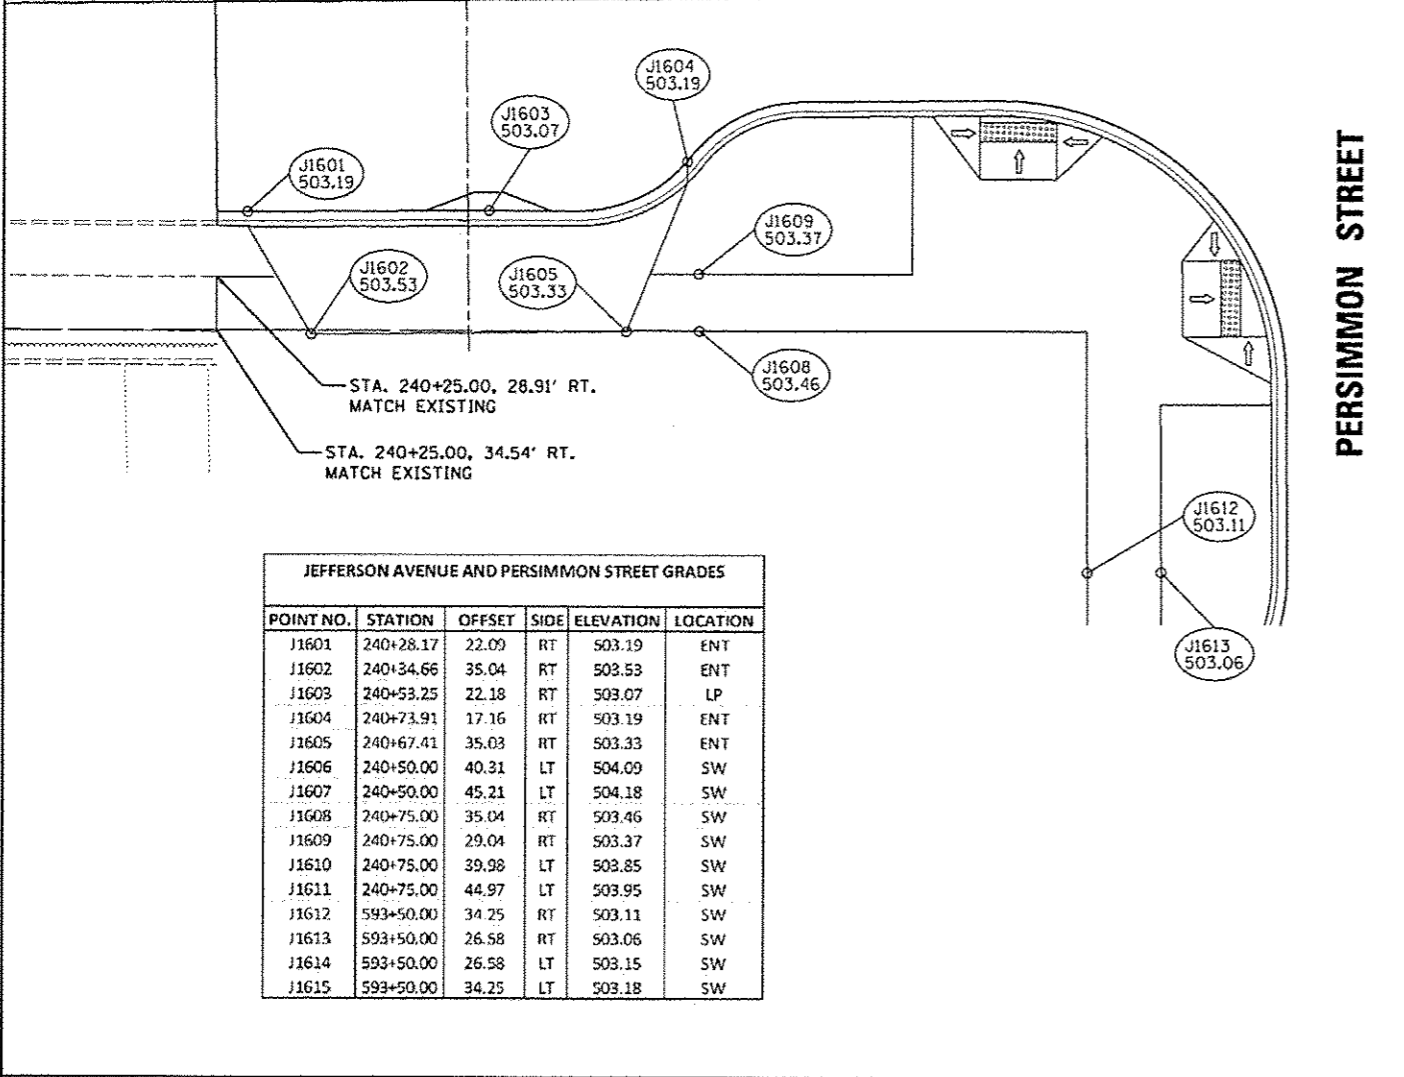 J1604
503.19
J1603
503.07
J1601
503.19
J1609
503.37
J1602
503.53
J1605
503.33
J1608
503.46
STA. 240+25.00, 28.91' RT.
MATCH EXISTING
STA. 240+25.00, 34.54' RT.
MATCH EXISTING
PERSIMMON STREET
J1612
503.11
J1613
503.06
JEFFERSON AVENUE AND PERSIMMON STREET GRADES
POINT NO. STATION OFFSET SIDE ELEVATION LOCATION
J1601 240+28.17 22.09 RT 503.19 ENT
J1602 240+34.66 35.04 RT 503.53 ENT
J1603 240+53.25 22.18 RT 503.07 LP
J1604 240+73.91 17.16 RT 503.19 ENT
J1605 240+67.41 35.03 RT 503.33 ENT
J1606 240+50.00 40.31 LT 504.09 SW
J1607 240+50.00 45.21 LT 504.18 SW
J1608 240+75.00 35.04 RT 503.46 SW
J1609 240+75.00 29.04 RT 503.37 SW
J1610 240+75.00 39.98 LT 503.85 SW
J1611 240+75.00 44.97 LT 503.95 SW
J1612 593+50.00 34.25 RT 503.11 SW
J1613 593+50.00 26.58 RT 503.06 SW
J1614 593+50.00 26.58 LT 503.15 SW
J1615 593+50.00 34.25 LT 503.18 SW